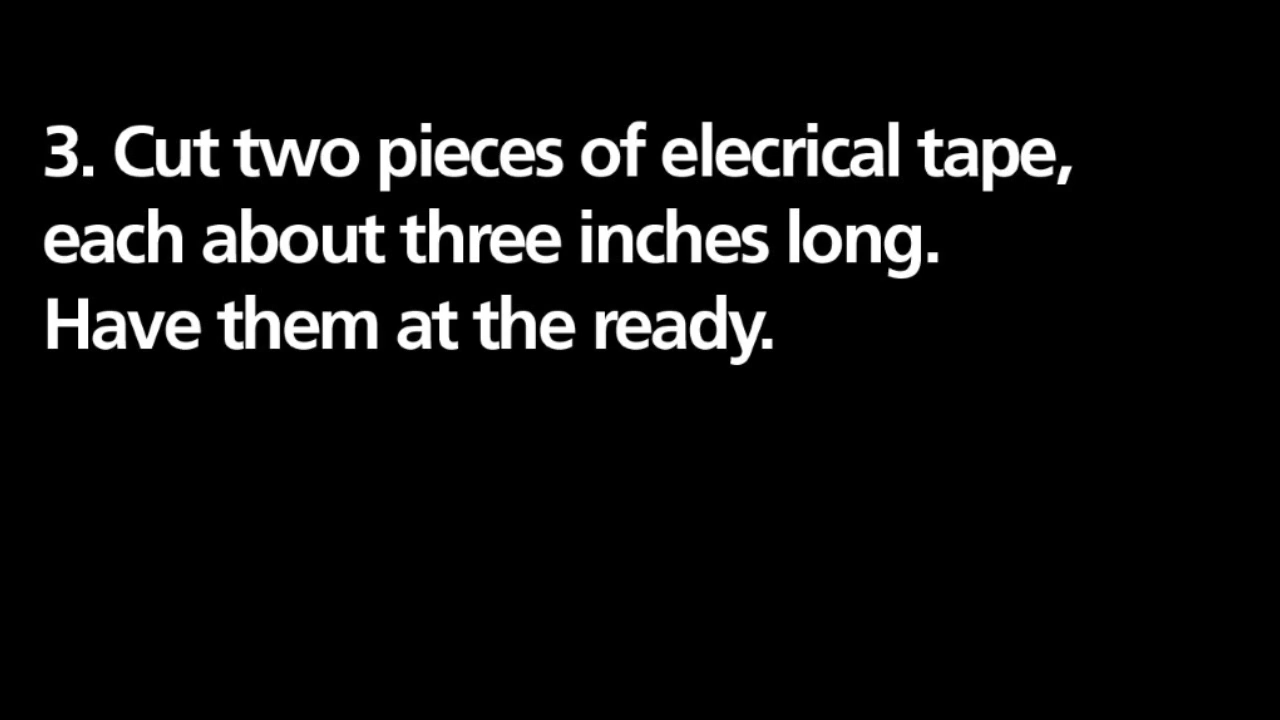 3. Cut two pieces of elecrical tape,
each about three inches long.
Have them at the ready.